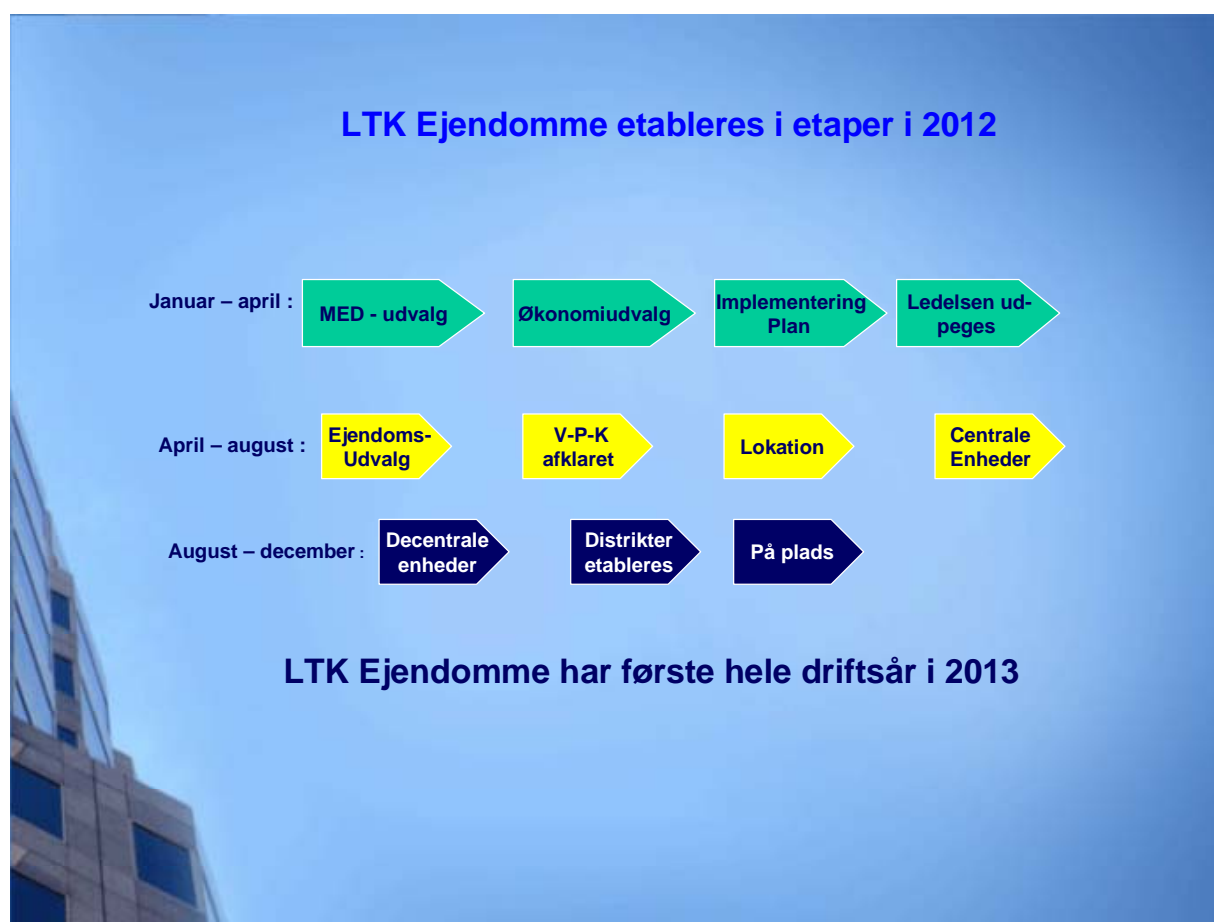 LTK Ejendomme etableres i etaper i 2012
Januar – april :
MED - udvalg
Økonomiudvalg
Implementering
Plan
Ledelsen ud-
peges
April – august :
Ejendoms-
Udvalg
V-P-K
afklaret
Lokation
Centrale
Enheder
August – december :
Decentrale
enheder
Distrikter
etableres
På plads
LTK Ejendomme har første hele driftsår i 2013